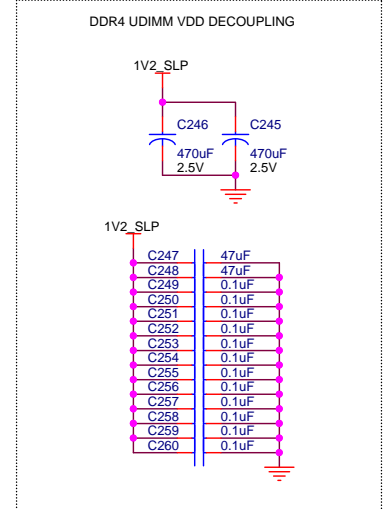 DDR4 UDIMM VDD DECOUPLING
1V2_SLP
C246 C245
470uF 470uF
2.5V 2.5V
1V2_SLP
C247 47uF
C248 47uF
C249 0.1uF
C250 0.1uF
C251 0.1uF
C252 0.1uF
C253 0.1uF
C254 0.1uF
C255 0.1uF
C256 0.1uF
C257 0.1uF
C258 0.1uF
C259 0.1uF
C260 0.1uF